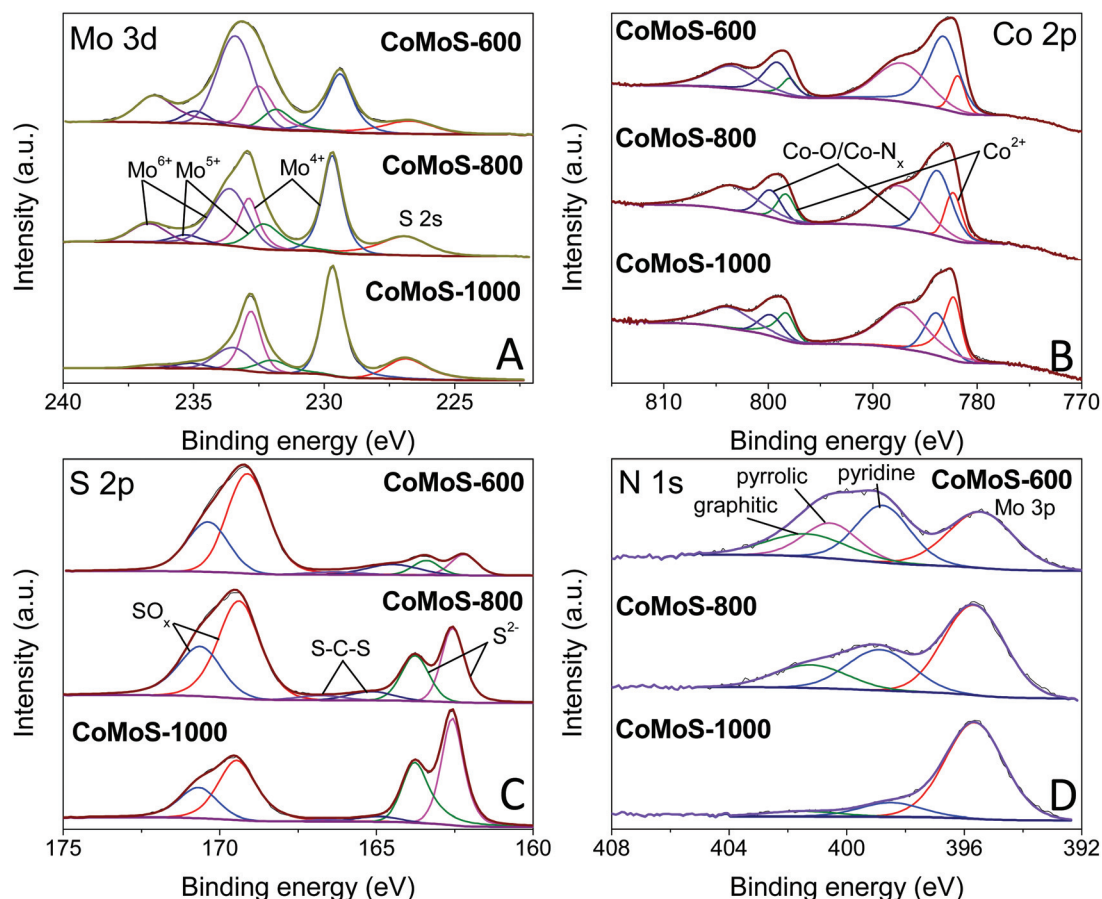 Mo 3d
CoMoS-600
Mo6+
Mo5+
CoMoS-800
Mo4+
S 2s
CoMoS-1000
A
240 235 230 225
Binding energy (eV)
Intensity (a.u.)
CoMoS-600
Co 2p
CoMoS-800
Co-O/Co-Nx
Co2+
CoMoS-1000
B
810 800 790 780 770
Binding energy (eV)
Intensity (a.u.)
S 2p
CoMoS-600
CoMoS-800
SOx
S-C-S
S2-
CoMoS-1000
C
175 170 165 160
Binding energy (eV)
Intensity (a.u.)
N 1s
pyrrolic
pyridine
CoMoS-600
graphitic
Mo 3p
CoMoS-800
CoMoS-1000
D
408 404 400 396 392
Binding energy (eV)
Intensity (a.u.)